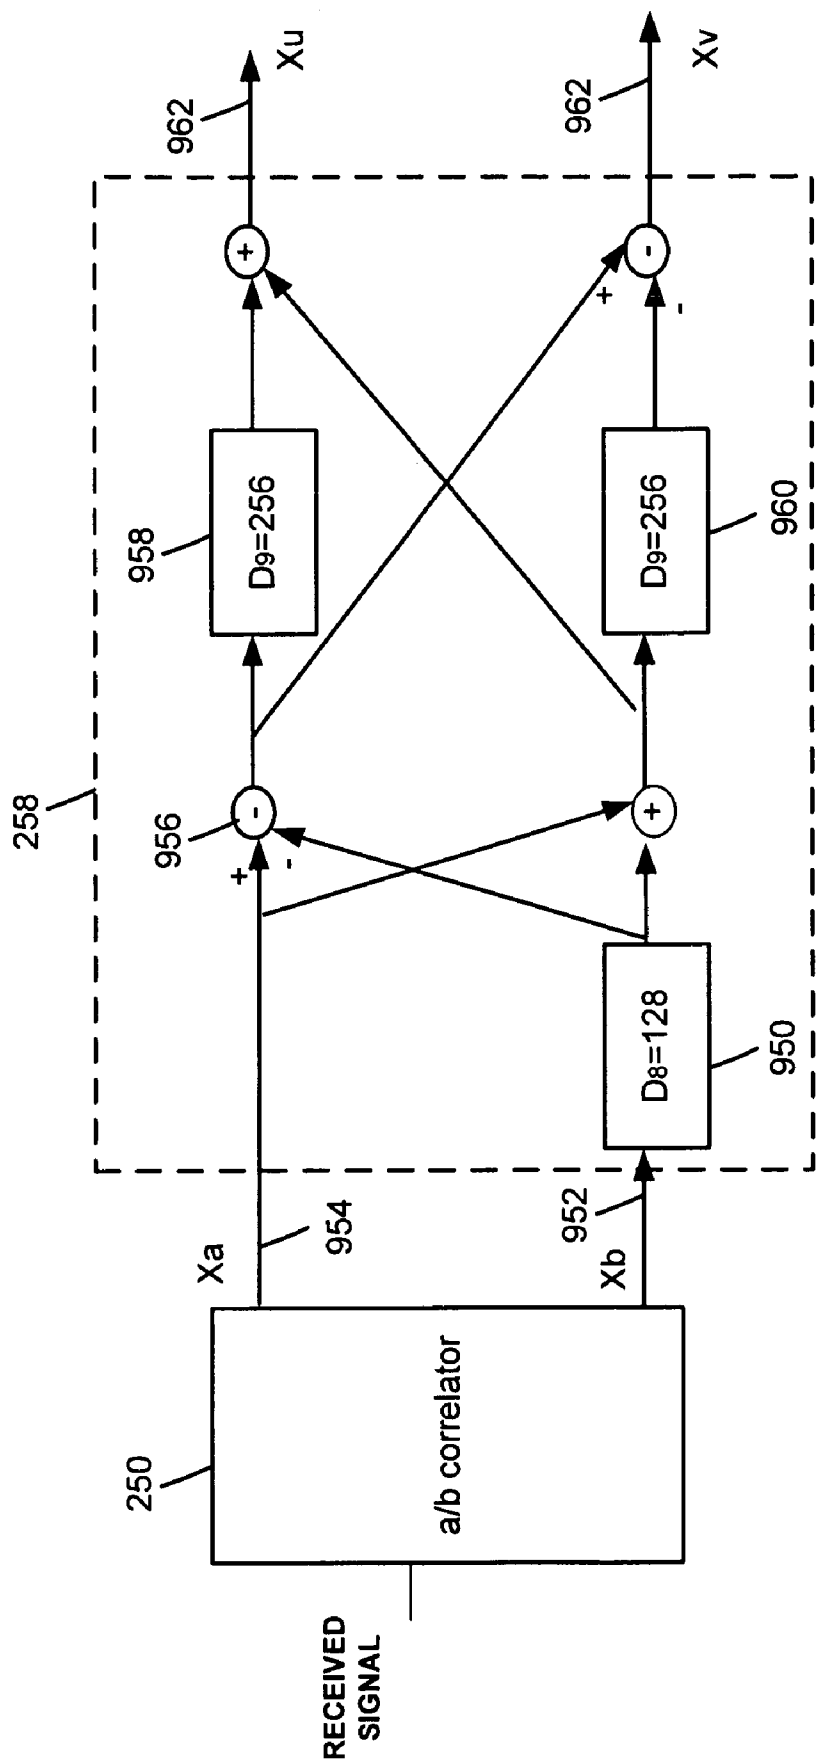 RECEIVED
SIGNAL
250
a/b correlator
Xa
954
Xb
952
258
D8=128
950
956
+
-
-
+
958
D9=256
D9=256
960
+
+
-
-
962
Xu
962
Xv